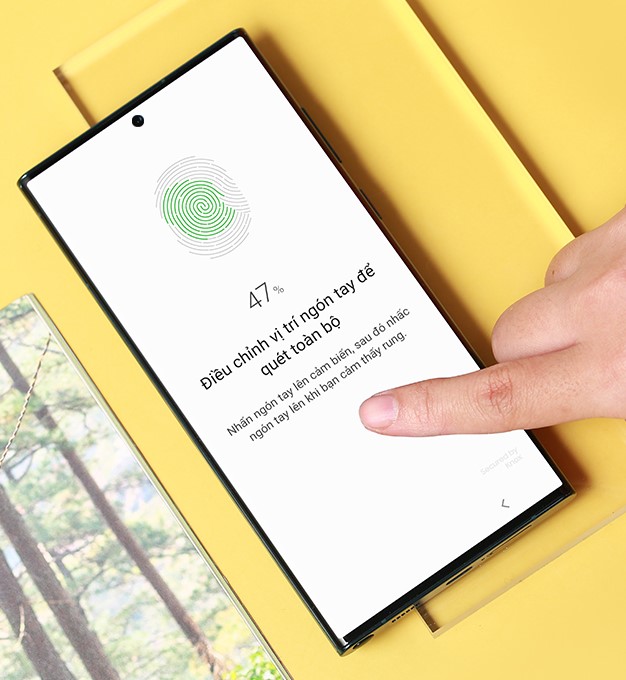 47%
Điều chỉnh vị trí ngón tay để
quét toàn bộ
Nhấn ngón tay lên cảm biến, sau đó nhấc
ngón tay lên khi bạn cảm thấy rung.
secured by
Knox